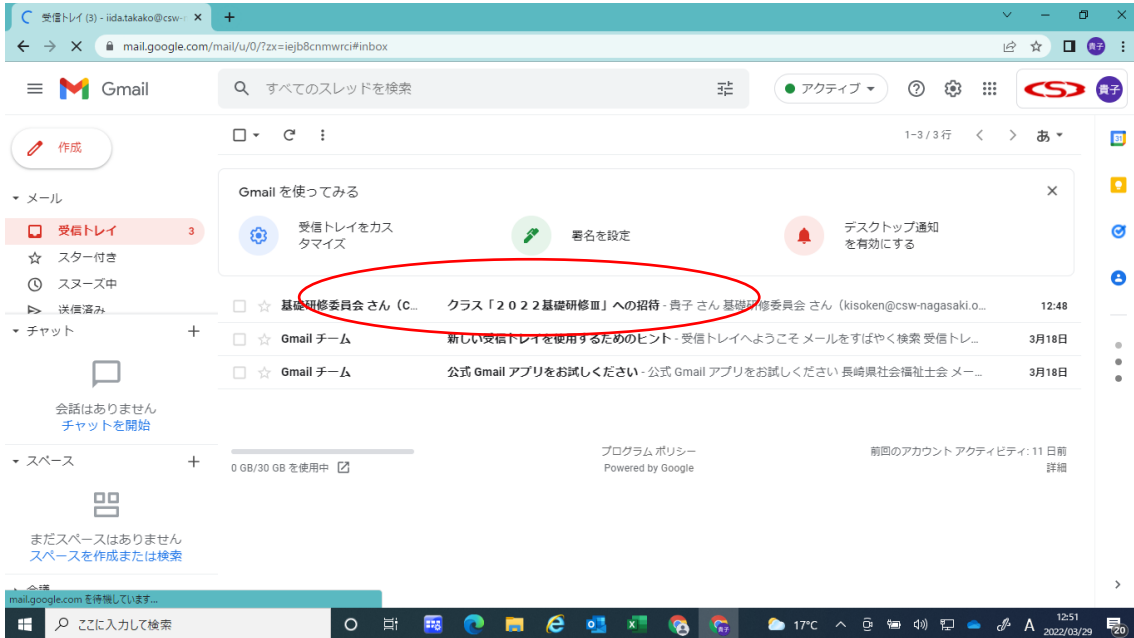 受信トレイ (3) - iida.takako@csw-n
mail.google.com/mail/u/0/?zx=iejb8cnmwrci#inbox
貴子
Gmail
すべてのスレッドを検索
アクティブ
貴子
作成
1-3 / 3 行
あ
31
メール
受信トレイ 3
スター付き
スヌーズ中
送信済み
チャット
会話はありません
チャットを開始
スペース
まだスペースはありません
スペースを作成または検索
Gmail を使ってみる
受信トレイをカス
タマイズ
署名を設定
デスクトップ通知
を有効にする
基礎研修委員会 さん（C... クラス「２０２２基礎研修Ⅲ」への招待 - 貴子 さん 基礎研修委員会 さん（kisoken@csw-nagasaki.o... 12:48
Gmail チーム 新しい受信トレイを使用するためのヒント - 受信トレイへようこそ メールをすばやく検索 受信トレ... 3月18日
Gmail チーム 公式 Gmail アプリをお試しください - 公式 Gmail アプリをお試しください 長崎県社会福祉士会 メー... 3月18日
0 GB/30 GB を使用中
プログラム ポリシー
Powered by Google
前回のアカウント アクティビティ: 11 日前
詳細
mail.google.com を待機しています...
ここに入力して検索
17°C
A
12:51
2022/03/29
20